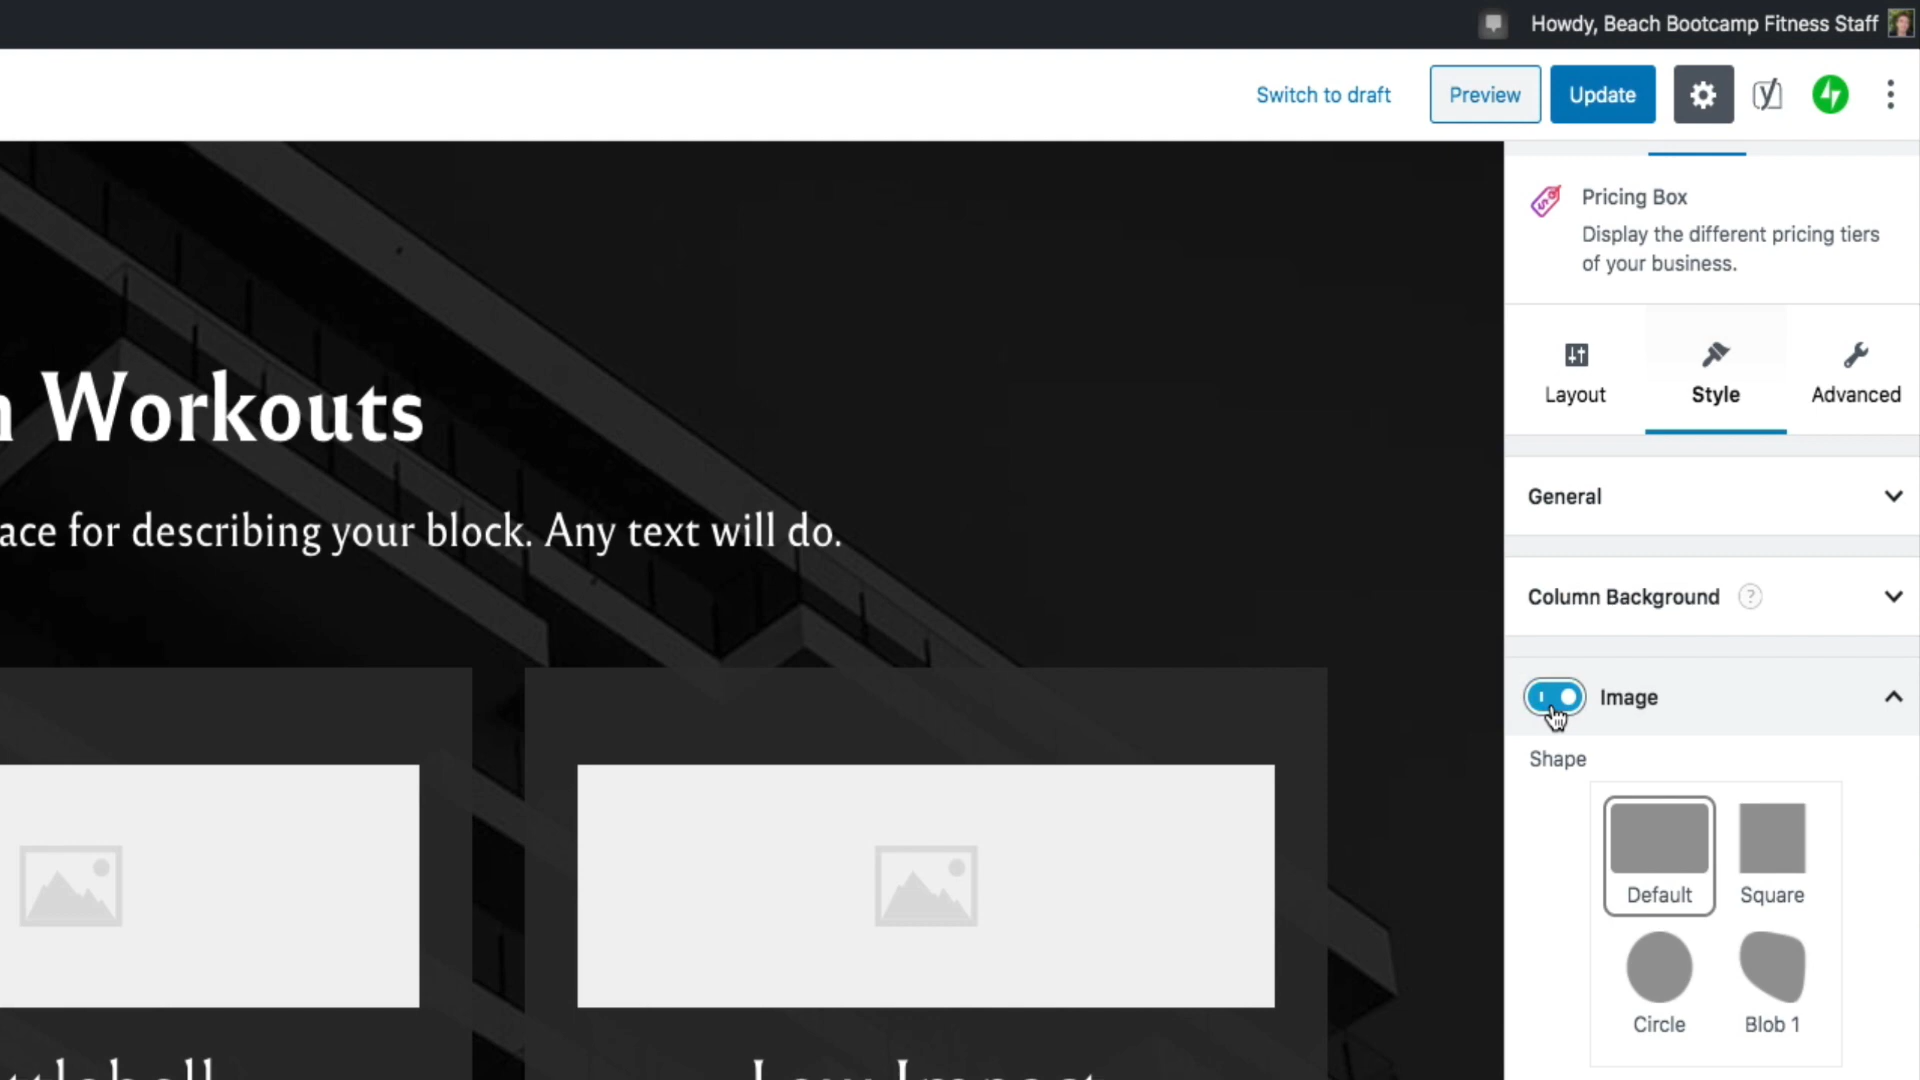 Howdy, Beach Bootcamp Fitness Staff
Switch to draft
Preview
Update
Pricing Box
Display the different pricing tiers
of your business.
Layout
Style
Advanced
Workouts
ace for describing your block. Any text will do.
General
Column Background ?
Image
Shape
Default
Square
Circle
Blob 1
Low Impact